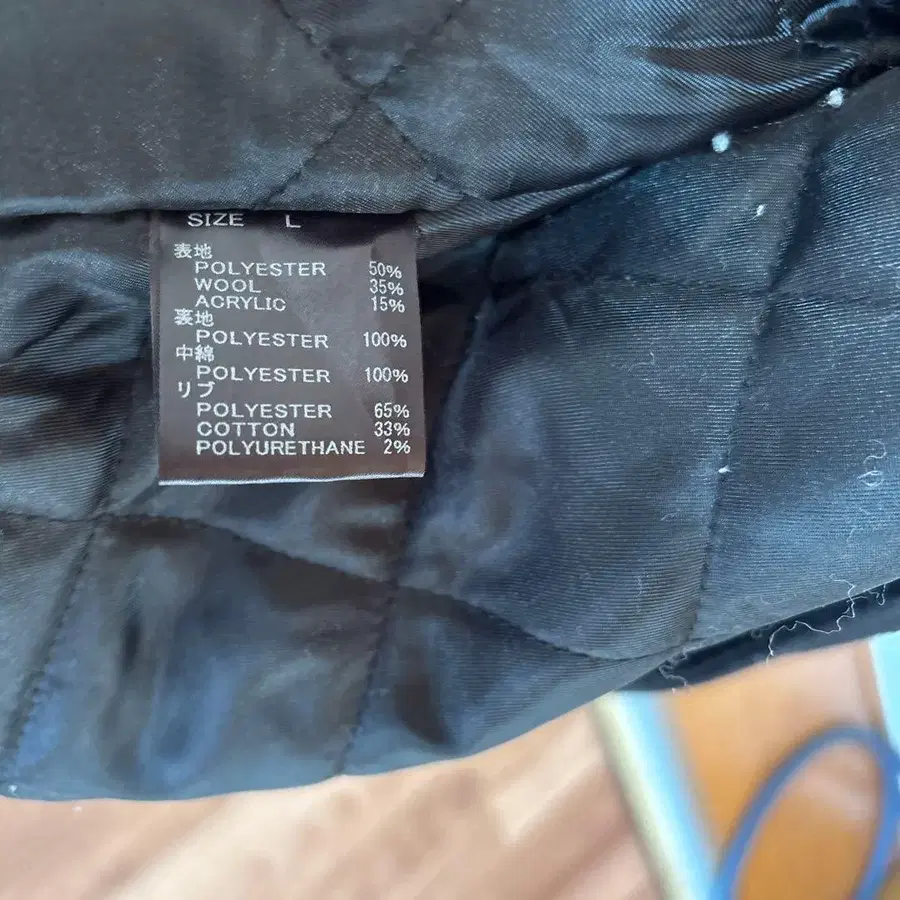 SIZE L
表地
POLYESTER 50%
WOOL 35%
ACRYLIC 15%
裏地
POLYESTER 100%
中綿
POLYESTER 100%
リブ
POLYESTER 65%
COTTON 33%
POLYURETHANE 2%